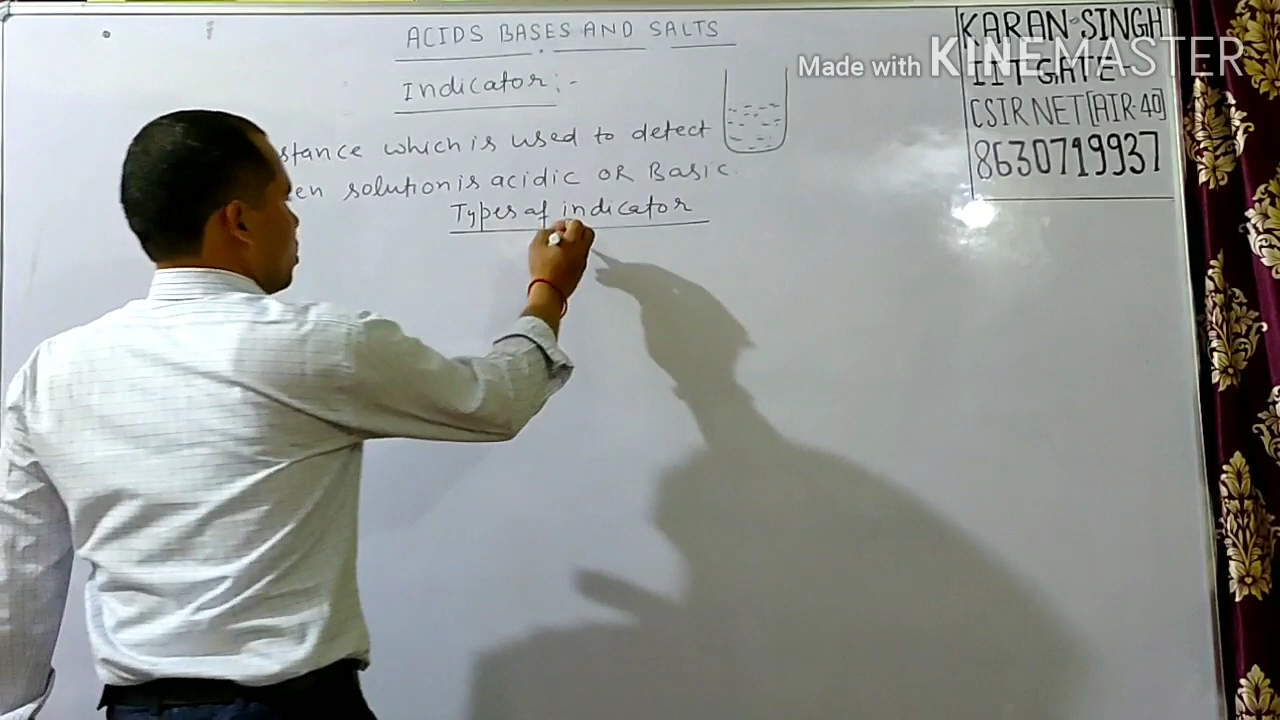 ACIDS BASES AND SALTS
Indicator:-
stance which is used to detect
en solution is acidic OR Basic.
Types of indicator
KARAN-SINGH
IIT GATE-
CSIR NET [AIR-40]
8630719937
Made with KINEMASTER